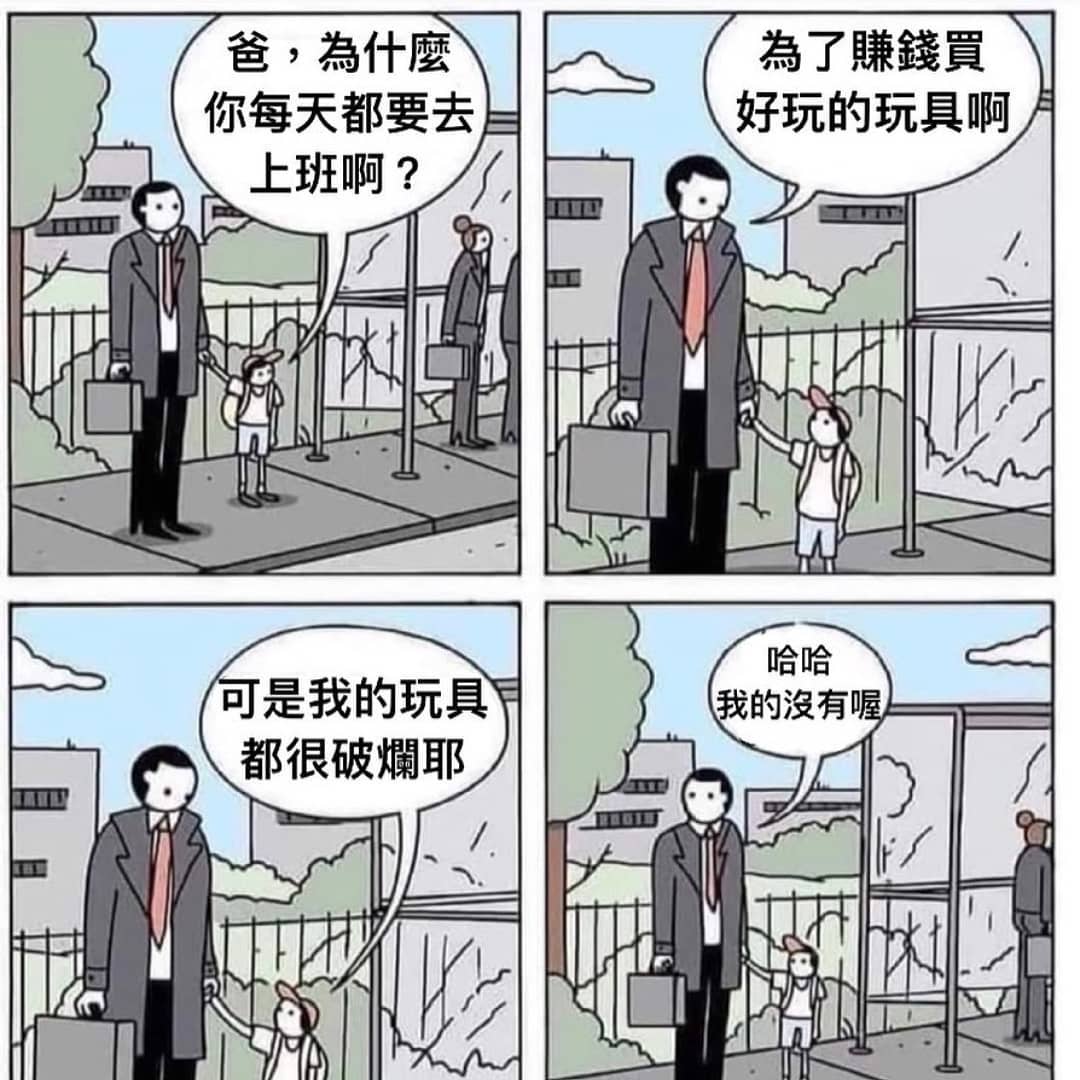 爸，為什麼
你每天都要去
上班啊？
為了賺錢買
好玩的玩具啊
可是我的玩具
都很破爛耶
哈哈
我的沒有喔